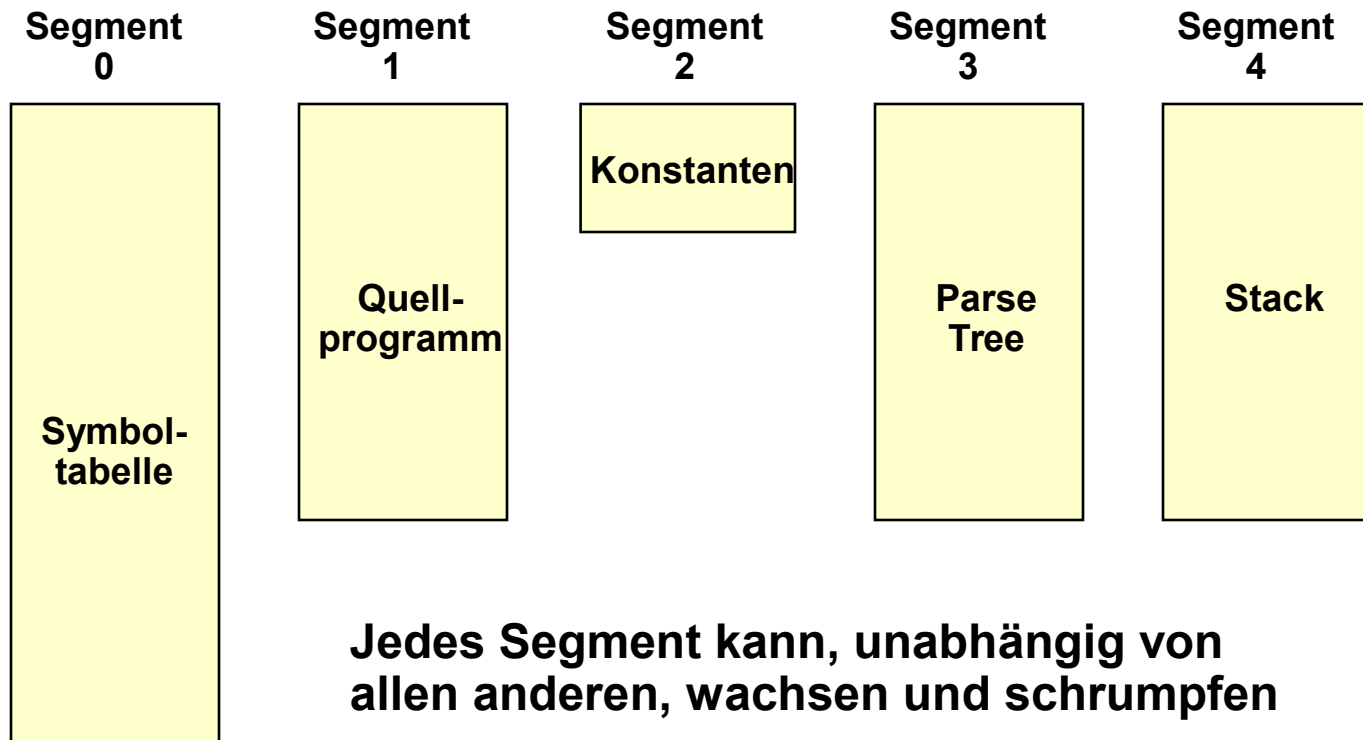 Segment 0
Segment 1
Segment 2
Segment 3
Segment 4
Konstanten
Quell-
programm
Parse
Tree
Stack
Symbol-
tabelle
Jedes Segment kann, unabhängig von
allen anderen, wachsen und schrumpfen